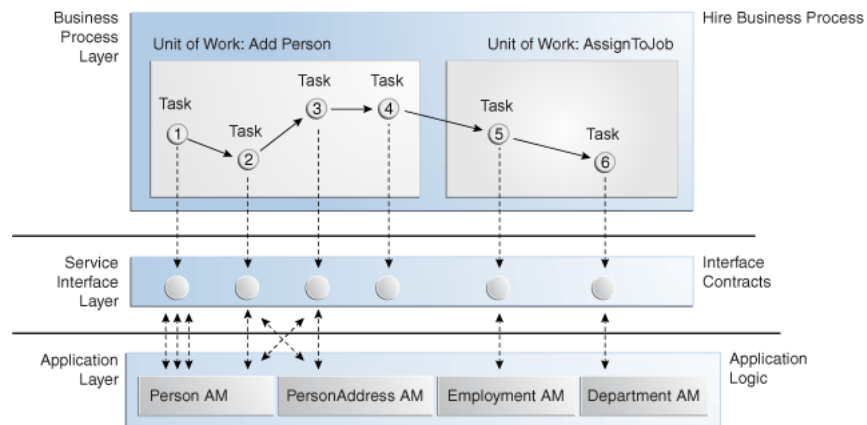 Business
Process
Layer
Hire Business Process
Unit of Work: Add Person
Unit of Work: AssignToJob
Task
1
Task
2
Task
3
Task
4
Task
5
Task
6
Service
Interface
Layer
Interface
Contracts
Application
Layer
Application
Logic
Person AM
PersonAddress AM
Employment AM
Department AM